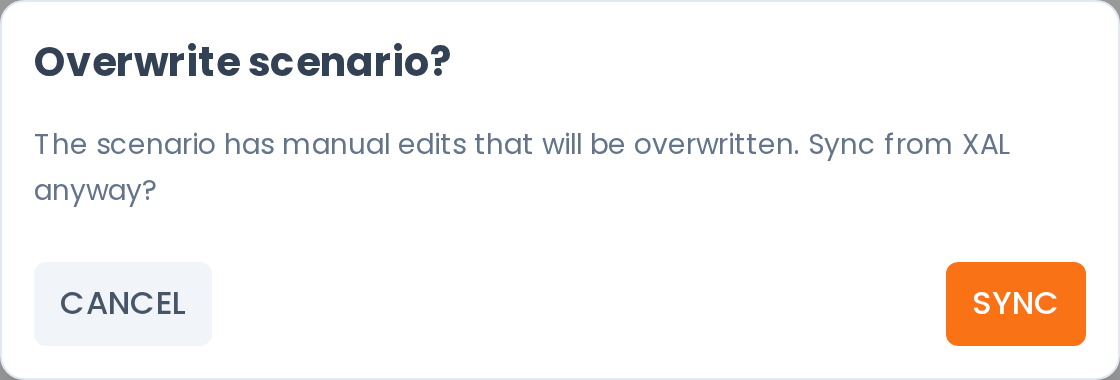 Overwrite scenario?
The scenario has manual edits that will be overwritten. Sync from XAL
anyway?
CANCEL
SYNC